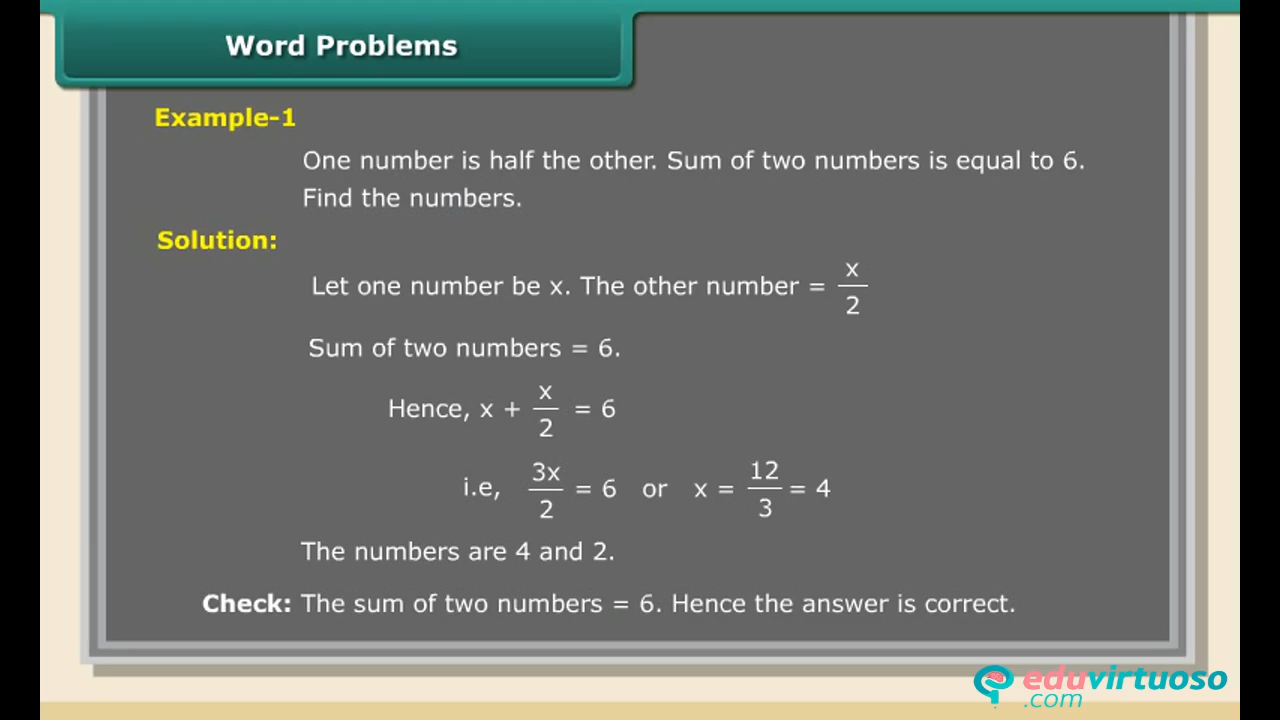 Word Problems
Example-1
One number is half the other. Sum of two numbers is equal to 6.
Find the numbers.
Solution:
Let one number be x. The other number = x/2
Sum of two numbers = 6.
Hence, x + x/2 = 6
i.e, 3x/2 = 6 or x = 12/3 = 4
The numbers are 4 and 2.
Check: The sum of two numbers = 6. Hence the answer is correct.
eduvirtuoso
.com